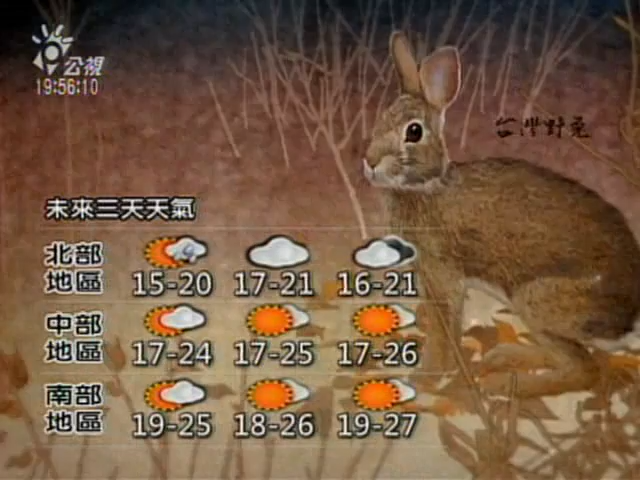 公視
19:56:10
台灣野兔
未來三天天氣
北部
地區
15-20 17-21 16-21
中部
地區
17-24 17-25 17-26
南部
地區
19-25 18-26 19-27